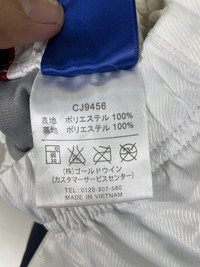 CJ9456
表地 ポリエステル 100%
裏地 ポリエステル 100%
(株)ゴールドウイン
(カスタマーサービスセンター)
TEL:0120-307-560
MADE IN VIETNAM